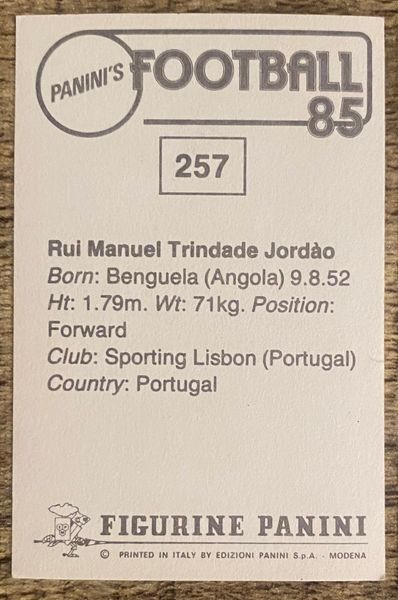 PANINI'S FOOTBALL
85
257
Rui Manuel Trindade Jordào
Born: Benguela (Angola) 9.8.52
Ht: 1.79m. Wt: 71kg. Position:
Forward
Club: Sporting Lisbon (Portugal)
Country: Portugal
FIGURINE PANINI
© PRINTED IN ITALY BY EDIZIONI PANINI S.p.A. - MODENA